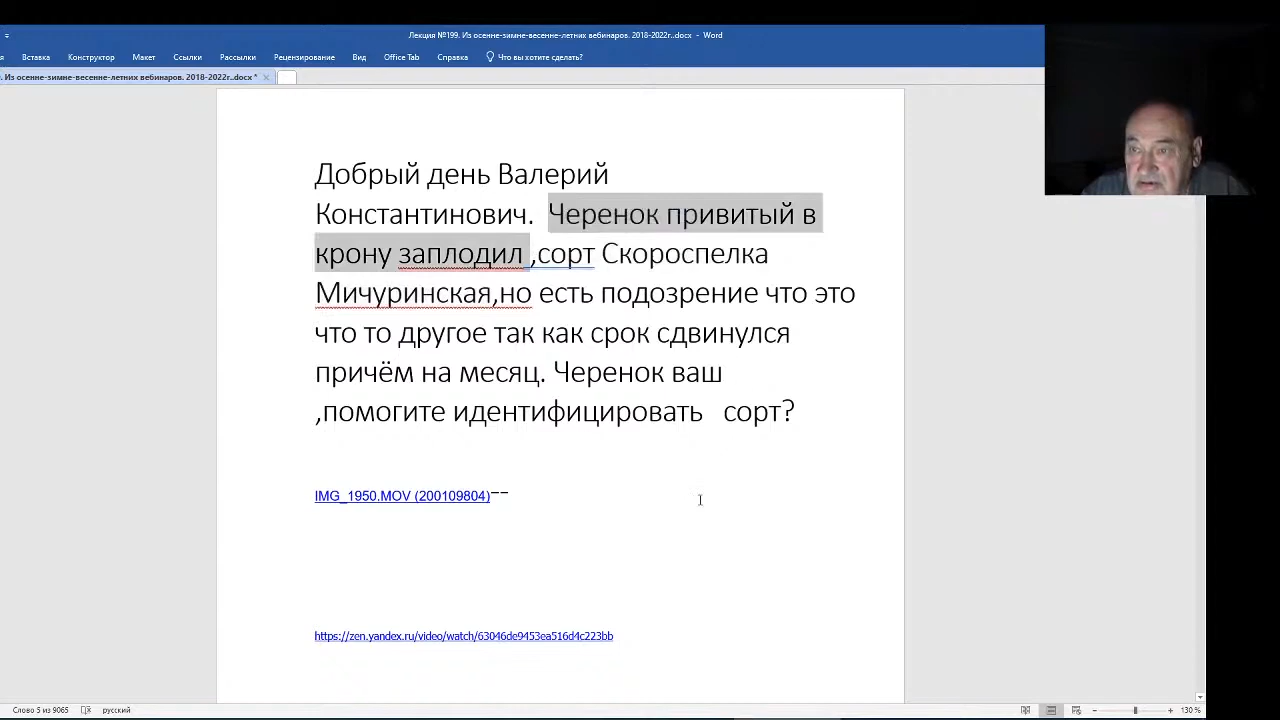 Лекция №199. Из осенне-зимне-весенне-летних вебинаров. 2018-2022г..docx - Word
Вставка Конструктор Макет Ссылки Рассылки Рецензирование Вид Office Tab Справка Что вы хотите сделать?
. Из осенне-зимне-весенне-летних вебинаров. 2018-2022г..docx *
Добрый день Валерий
Константинович. Черенок привитый в
крону заплодил ,сорт Скороспелка
Мичуринская,но есть подозрение что это
что то другое так как срок сдвинулся
причём на месяц. Черенок ваш
,помогите идентифицировать сорт?
IMG_1950.MOV (200109804)--
https://zen.yandex.ru/video/watch/63046de9453ea516d4c223bb
Слово 5 из 9065 русский 130 %